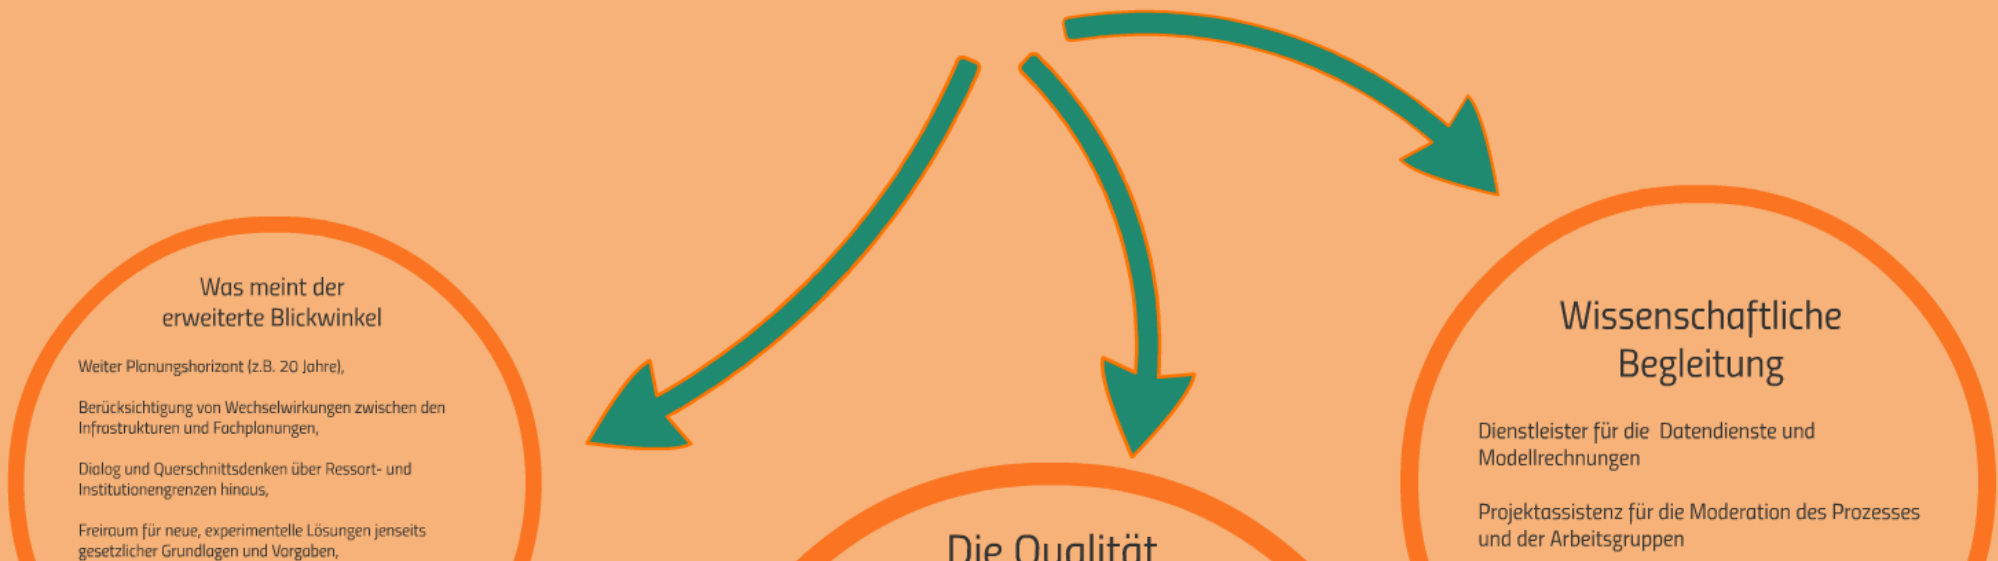 Was meint der
erweiterte Blickwinkel
Weiter Planungshorizont (z.B. 20 Jahre),
Berücksichtigung von Wechselwirkungen zwischen den
Infrastrukturen und Fachplanungen,
Dialog und Querschnittsdenken über Ressort- und
Institutionengrenzen hinaus,
Freiraum für neue, experimentelle Lösungen jenseits
gesetzlicher Grundlagen und Vorgaben,
Die Qualität
Wissenschaftliche
Begleitung
Dienstleister für die Datendienste und
Modellrechnungen
Projektassistenz für die Moderation des Prozesses
und der Arbeitsgruppen